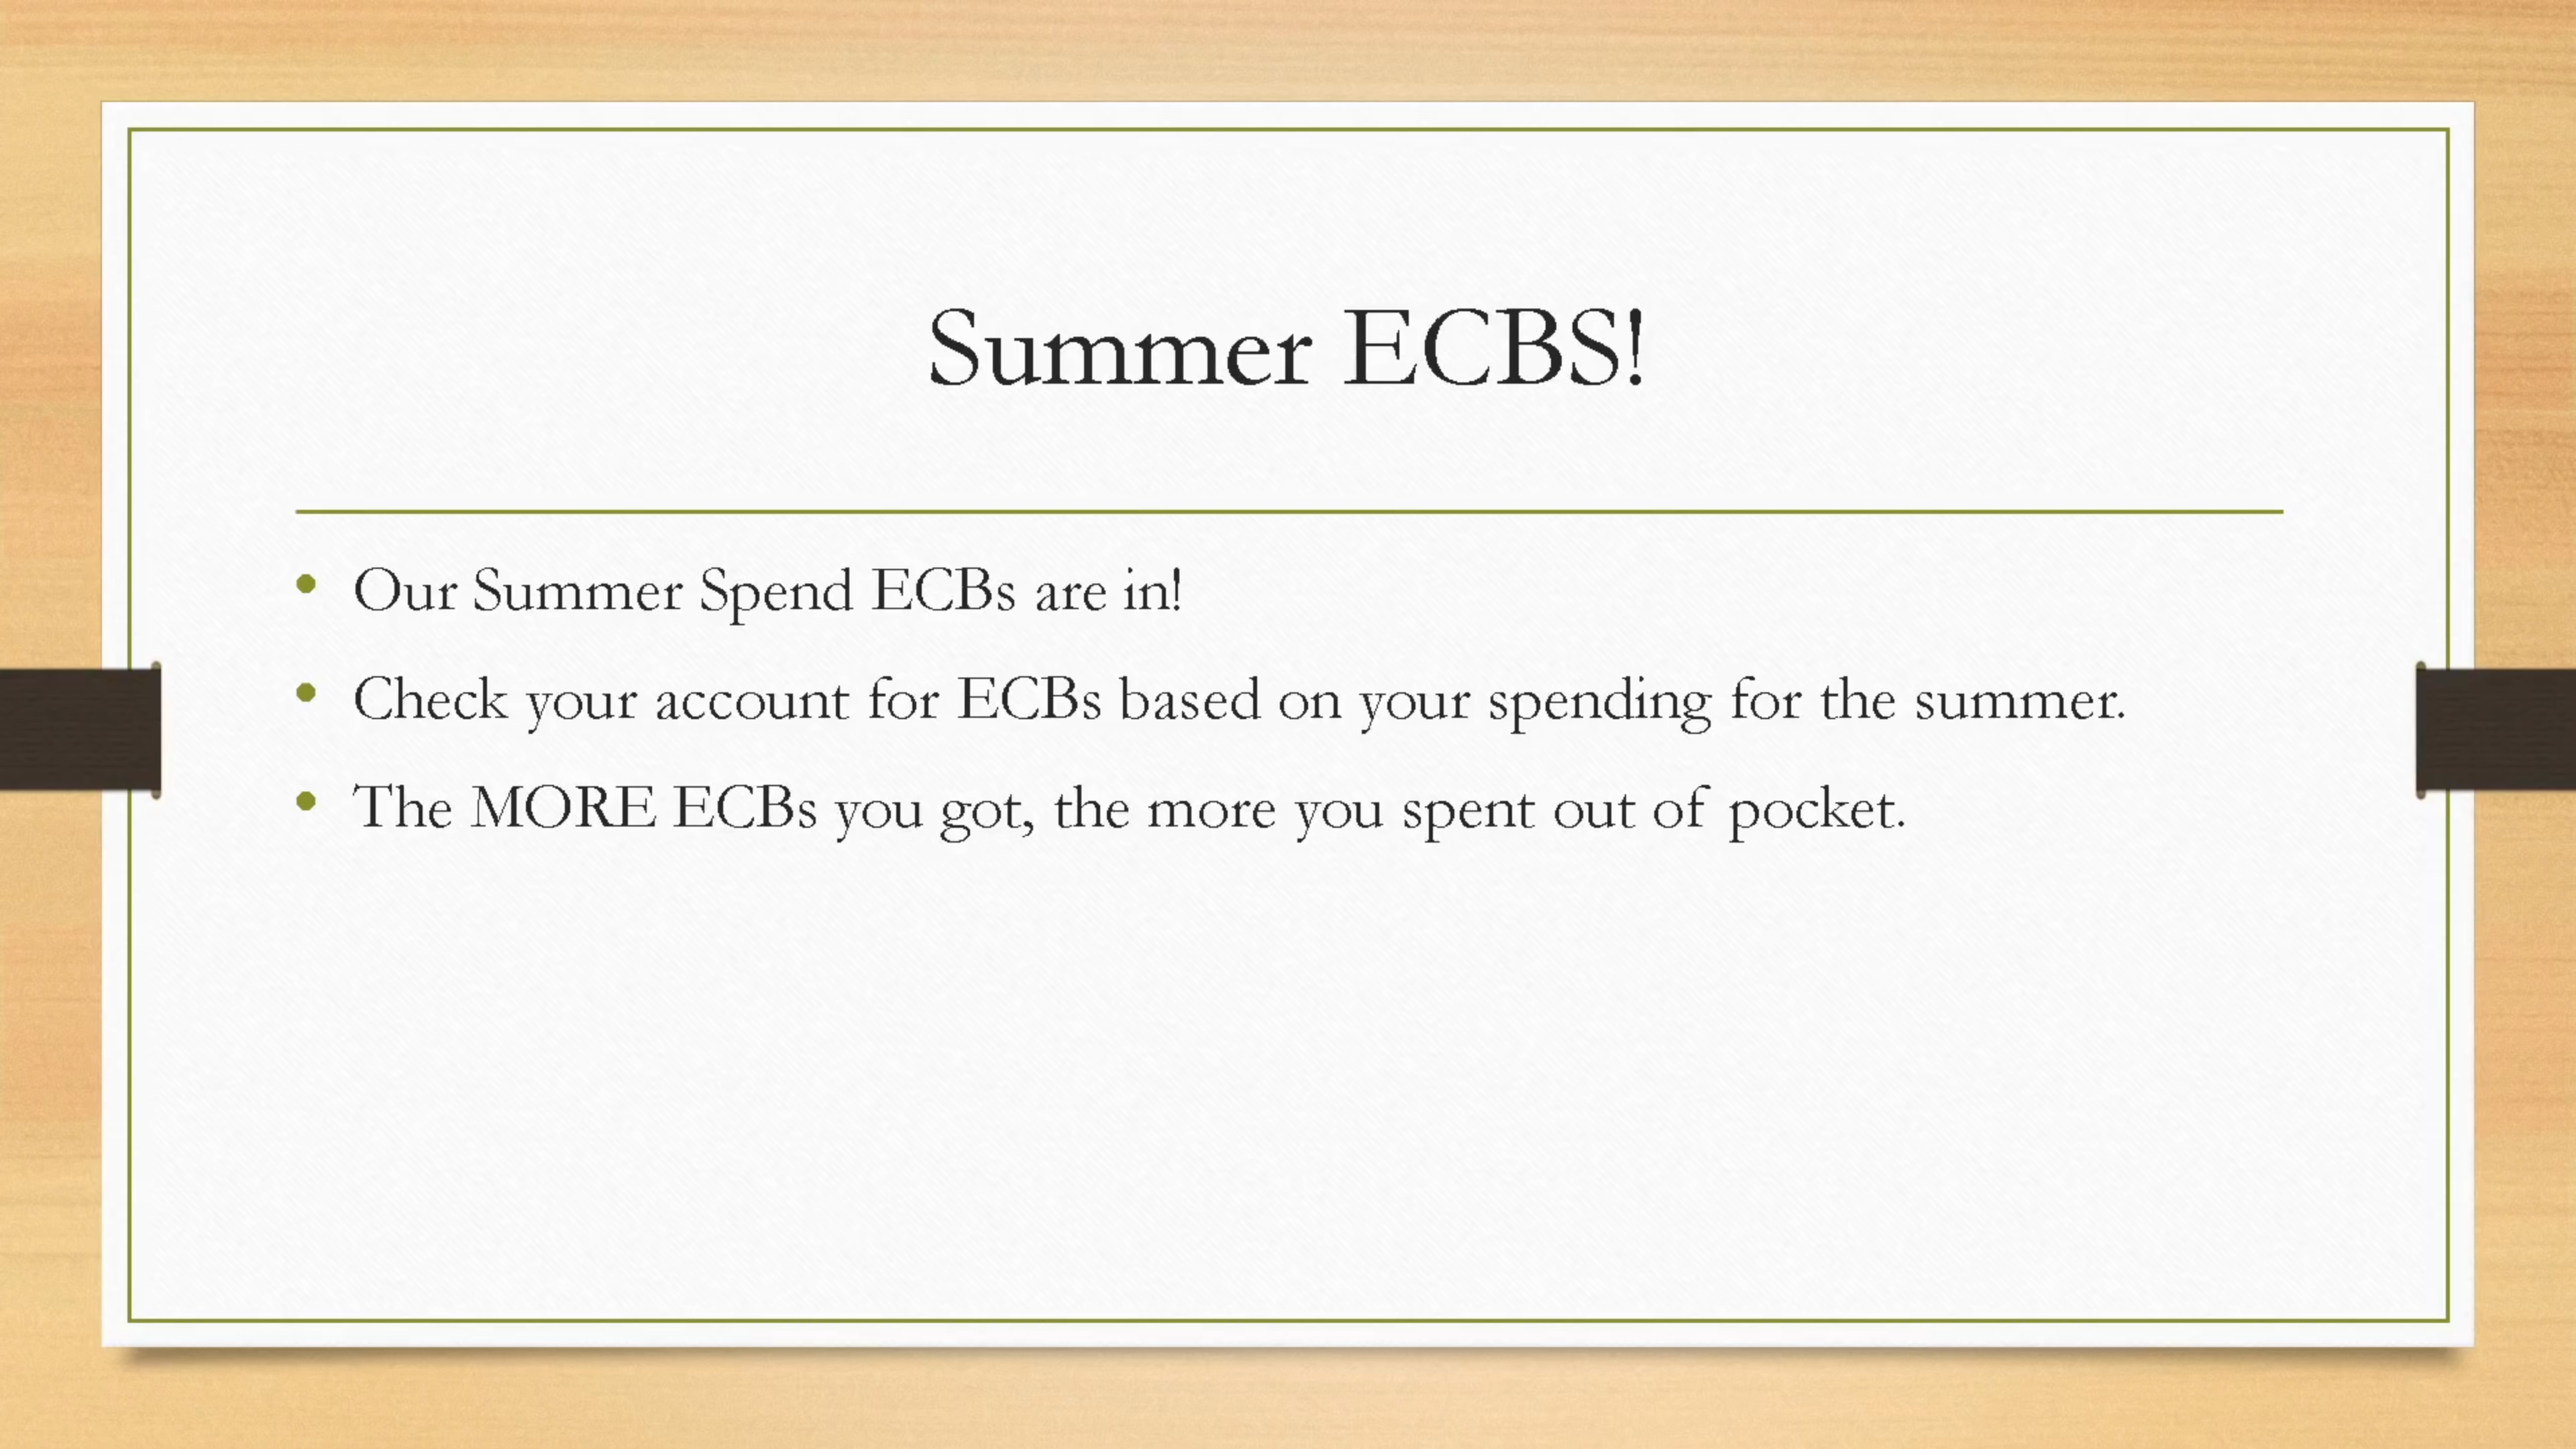 Summer ECBS!
• Our Summer Spend ECBs are in!
• Check your account for ECBs based on your spending for the summer.
• The MORE ECBs you got, the more you spent out of pocket.